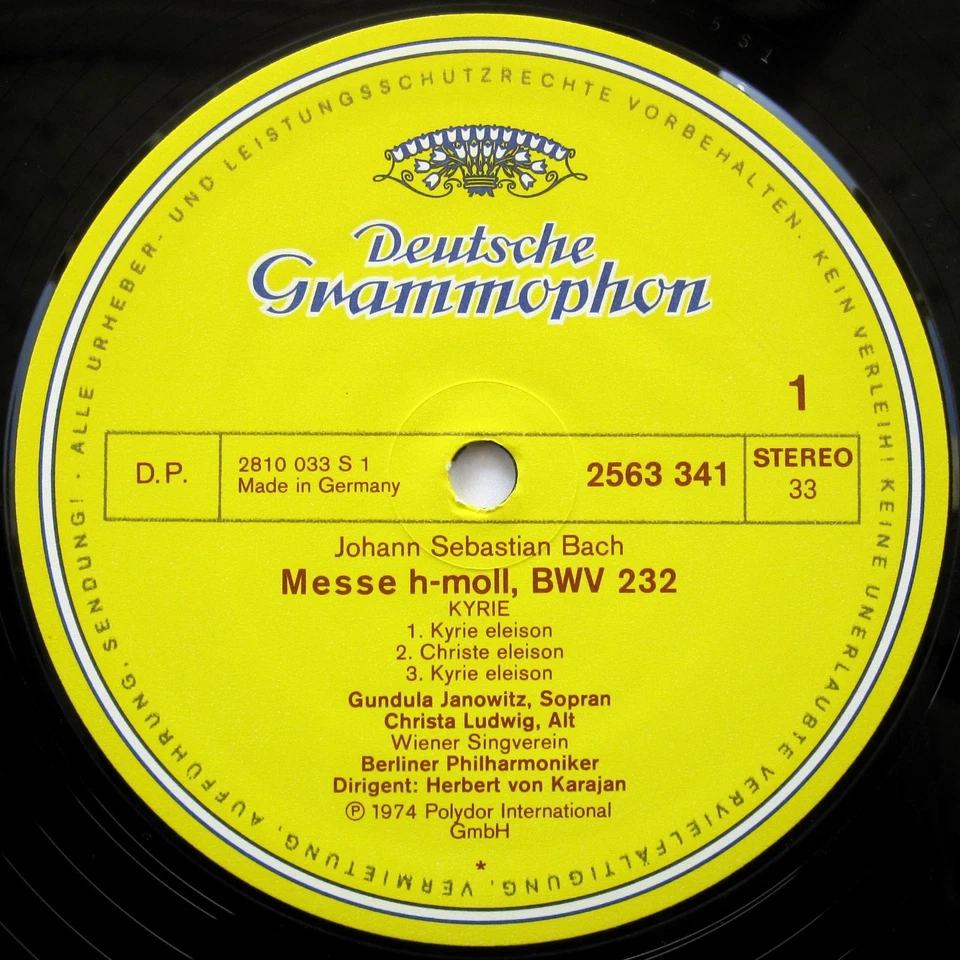 ALLE URHEBER- UND LEISTUNGSSCHUTZRECHTE VORBEHALTEN. KEIN VERLEIH! KEINE UNERLAUBTE VERVIELFÄLTIGUNG, VERMIETUNG, AUFFÜHRUNG, SENDUNG! ·
Deutsche
Grammophon
1
D.P.
2810 033 S 1
Made in Germany
2563 341
STEREO
33
Johann Sebastian Bach
Messe h-moll, BWV 232
KYRIE
1. Kyrie eleison
2. Christe eleison
3. Kyrie eleison
Gundula Janowitz, Sopran
Christa Ludwig, Alt
Wiener Singverein
Berliner Philharmoniker
Dirigent: Herbert von Karajan
℗ 1974 Polydor International
GmbH
*